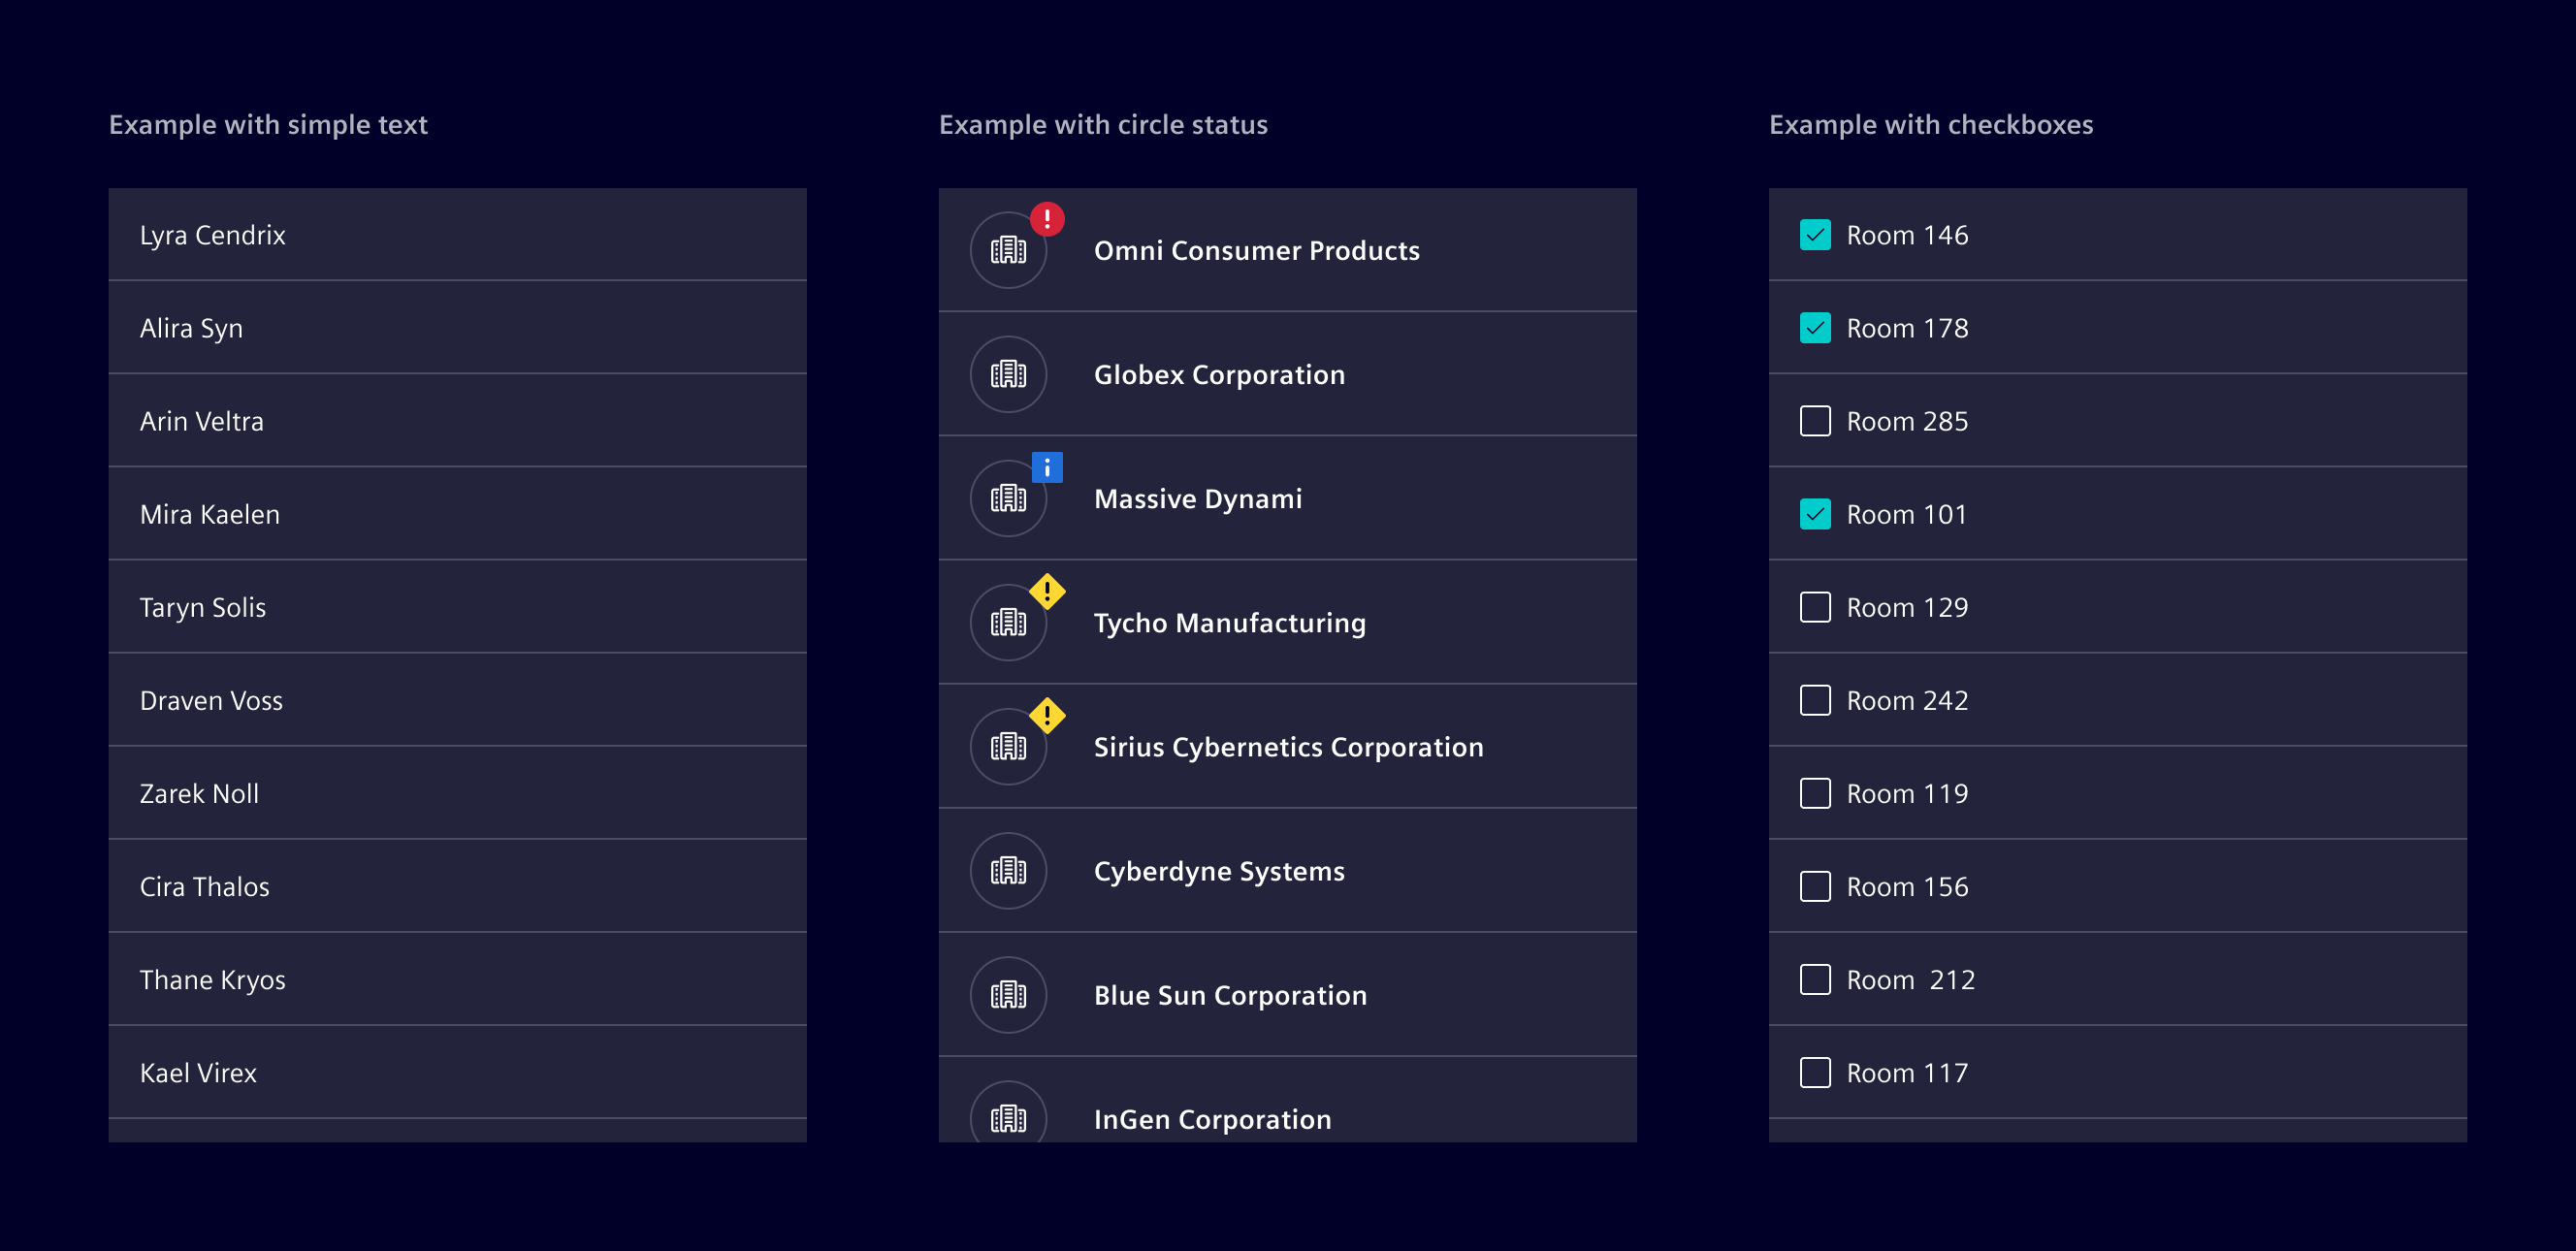 Example with simple text
Lyra Cendrix
Alira Syn
Arin Veltra
Mira Kaelen
Taryn Solis
Draven Voss
Zarek Noll
Cira Thalos
Thane Kryos
Kael Virex
Example with circle status
Omni Consumer Products
Globex Corporation
Massive Dynami
Tycho Manufacturing
Sirius Cybernetics Corporation
Cyberdyne Systems
Blue Sun Corporation
InGen Corporation
Example with checkboxes
Room 146
Room 178
Room 285
Room 101
Room 129
Room 242
Room 119
Room 156
Room  212
Room 117